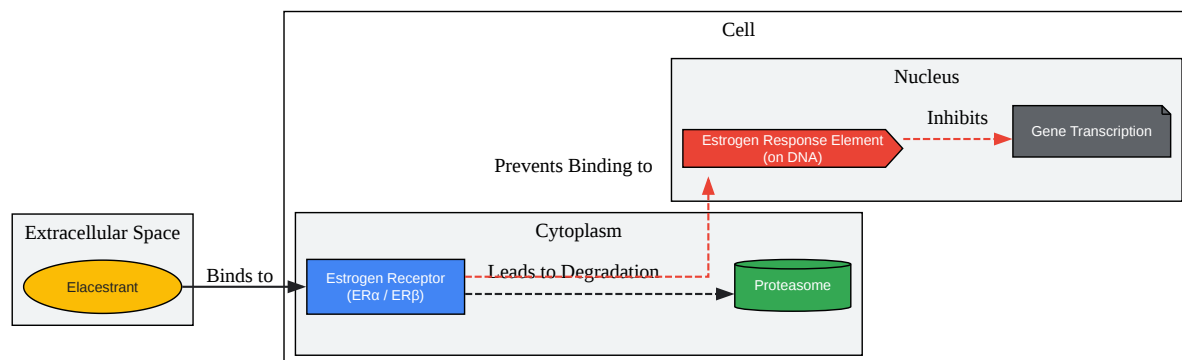 Cell
Nucleus
Inhibits
Gene Transcription
Estrogen Response Element
(on DNA)
Prevents Binding to
Extracellular Space
Cytoplasm
Binds to
Leads to Degradation
Elacestrant
Estrogen Receptor
(ERα / ERβ)
Proteasome